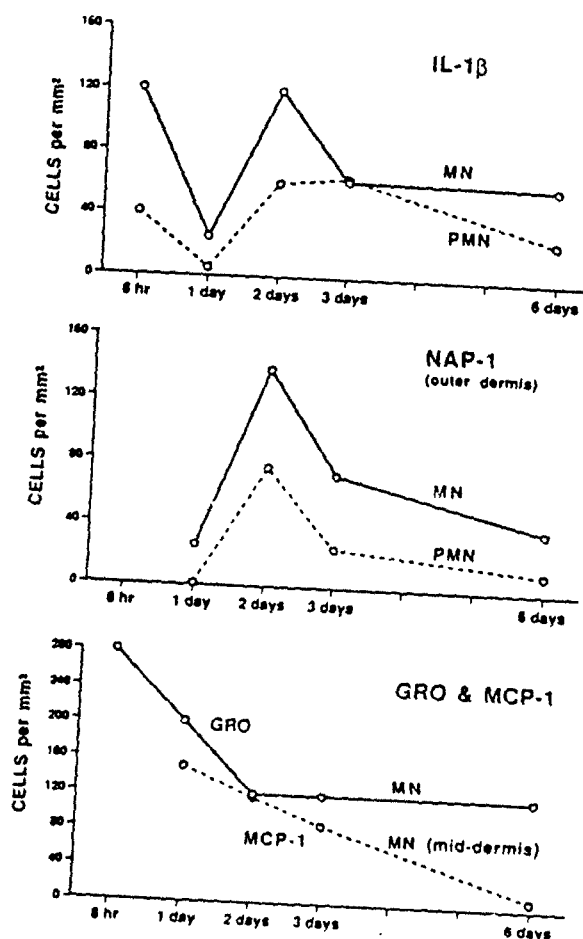 160
120
80
40
0
CELLS per mm²
IL-1β
MN
PMN
6 hr 1 day 2 days 3 days 6 days
160
120
80
40
0
CELLS per mm²
NAP-1
(outer dermis)
MN
PMN
6 hr 1 day 2 days 3 days 6 days
280
240
200
160
120
80
40
0
CELLS per mm²
GRO & MCP-1
GRO
MN
MCP-1
MN (mid-dermis)
6 hr 1 day 2 days 3 days 6 days